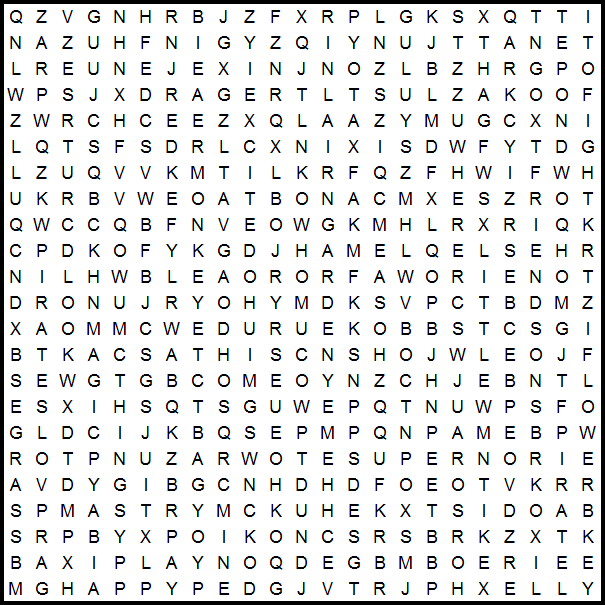 Q Z V G N H R B J Z F X R P L G K S X Q T T I
N A Z U H F N I G Y Z Q I Y N U J T T A N E T
L R E U N E J E X I N J N O Z L B Z H R G P O
W P S J X D R A G E R T L T S U L Z A K O O F
Z W R C H C E E Z X Q L A A Z Y M U G C X N I
L Q T S F S D R L C X N I X I S D W F Y T D G
L Z U Q V V K M T I L K R F Q Z F H W I F W H
U K R B V W E O A T B O N A C M X E S Z R O T
Q W C C Q B F N V E O W G K M H L R X R I Q K
C P D K O F Y K G D J H A M E L Q E L S E H R
N I L H W B L E A O R O R F A W O R I E N O T
D R O N U J R Y O H Y M D K S V P C T B D M Z
X A O M M C W E D U R U E K O B B S T C S G I
B T K A C S A T H I S C N S H O J W L E O J F
S E W G T G B C O M E O Y N Z C H J E B N T L
E S X I H S Q T S G U W E P Q T N U W P S F O
G L D C I J K B Q S E P M P Q N P A M E B P W
R O T P N U Z A R W O T E S U P E R N O R I E
A V D Y G I B G C N H D H D F O E O T V K R R
S P M A S T R Y M C K U H E K X T S I D O A B
S R P B Y X P O I K O N C S R S B R K Z X T K
B A X I P L A Y N O Q D E G B M B O E R I E E
M G H A P P Y P E D G J V T R J P H X E L L Y